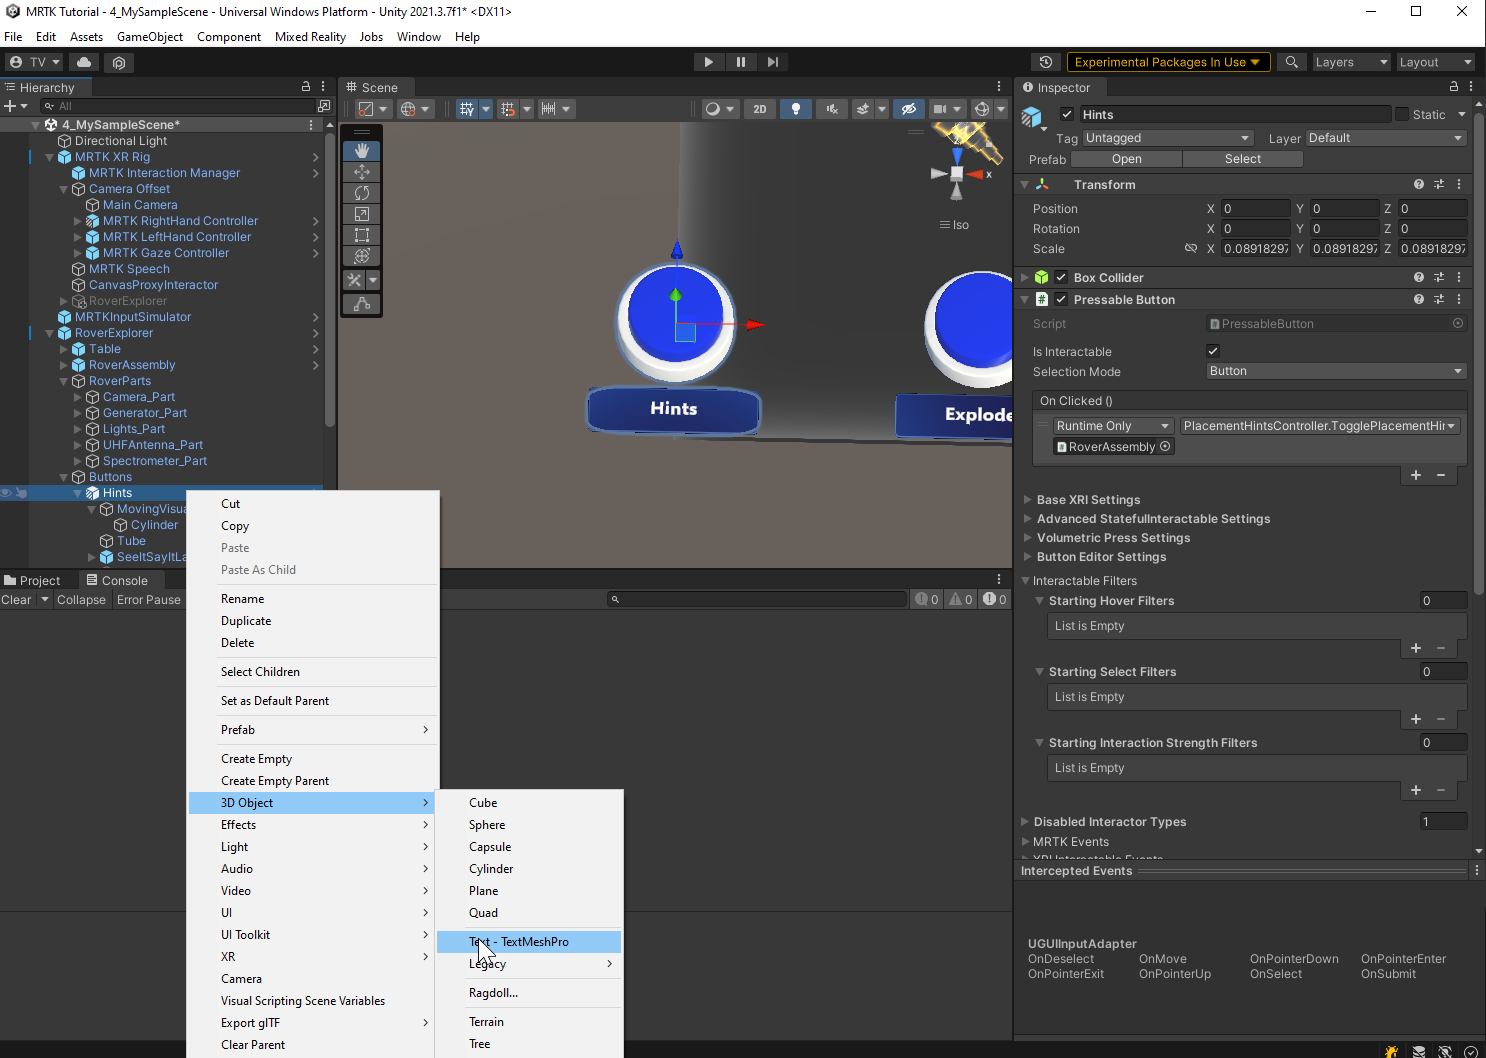 MRTK Tutorial - 4_MySampleScene - Universal Windows Platform - Unity 2021.3.7f1* <DX11>
File Edit Assets GameObject Component Mixed Reality Jobs Window Help
TV
Experimental Packages In Use
Layers
Layout
Hierarchy
All
4_MySampleScene*
Directional Light
MRTK XR Rig
MRTK Interaction Manager
Camera Offset
Main Camera
MRTK RightHand Controller
MRTK LeftHand Controller
MRTK Gaze Controller
MRTK Speech
CanvasProxyInteractor
RoverExplorer
MRTKInputSimulator
RoverExplorer
Table
RoverAssembly
RoverParts
Camera_Part
Generator_Part
Lights_Part
UHFAntenna_Part
Spectrometer_Part
Buttons
Hints
MovingVisua
Cylinder
Tube
SeeItSayItLa
Scene
2D
x
Iso
Hints
Explode
Project
Console
Clear Collapse Error Pause
0 0 0
Cut
Copy
Paste
Paste As Child
Rename
Duplicate
Delete
Select Children
Set as Default Parent
Prefab
Create Empty
Create Empty Parent
3D Object
Effects
Light
Audio
Video
UI
UI Toolkit
XR
Camera
Visual Scripting Scene Variables
Export glTF
Clear Parent
Cube
Sphere
Capsule
Cylinder
Plane
Quad
Text - TextMeshPro
Legacy
Ragdoll...
Terrain
Tree
Inspector
Hints
Static
Tag Untagged Layer Default
Prefab Open Select
Transform
Position X 0 Y 0 Z 0
Rotation X 0 Y 0 Z 0
Scale X 0.08918297 Y 0.08918297 Z 0.08918297
Box Collider
Pressable Button
Script PressableButton
Is Interactable
Selection Mode Button
On Clicked ()
Runtime Only PlacementHintsController.TogglePlacementHin
RoverAssembly
Base XRI Settings
Advanced StatefulInteractable Settings
Volumetric Press Settings
Button Editor Settings
Interactable Filters
Starting Hover Filters 0
List is Empty
Starting Select Filters 0
List is Empty
Starting Interaction Strength Filters 0
List is Empty
Disabled Interactor Types 1
MRTK Events
XRI Interactable Events
Intercepted Events
UGUIInputAdapter
OnDeselect OnMove OnPointerDown OnPointerEnter
OnPointerExit OnPointerUp OnSelect OnSubmit